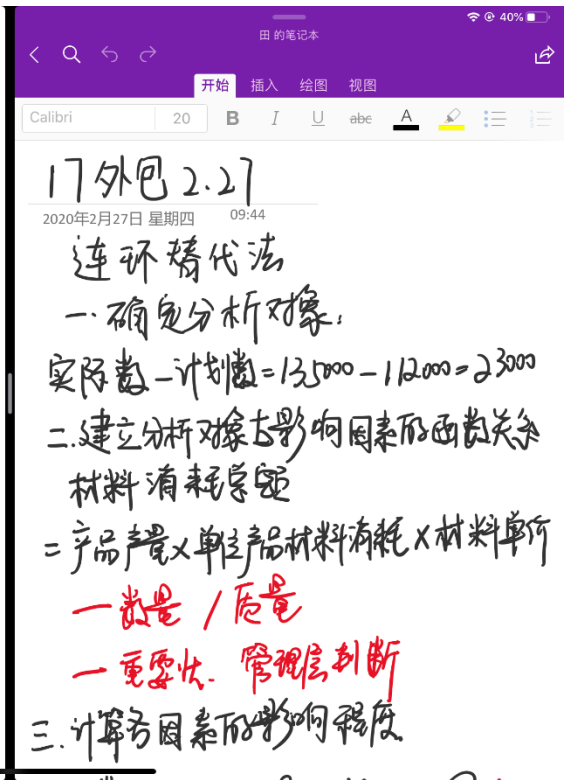 40%
田 的笔记本
开始 插入 绘图 视图
Calibri 20 B I U abc A
17外包2.27
2020年2月27日 星期四 09:44
连环替代法
一.确定分析对象:
实际数-计划数=135000-112000=23000
二.建立分析对象与影响因素的函数关系
材料消耗总额
=产品产量×单位产品材料消耗×材料单价
一数量/质量
一重要性.管理层判断
三.计算各因素的影响程度.